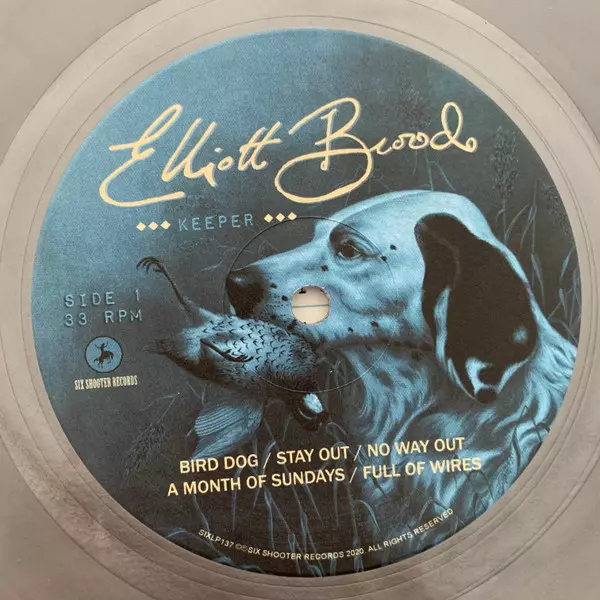 Elliott Brood
KEEPER
SIDE 1
33 RPM
SIX SHOOTER RECORDS
BIRD DOG / STAY OUT / NO WAY OUT
A MONTH OF SUNDAYS / FULL OF WIRES
SIXLP137 ©℗ SIX SHOOTER RECORDS 2020. ALL RIGHTS RESERVED